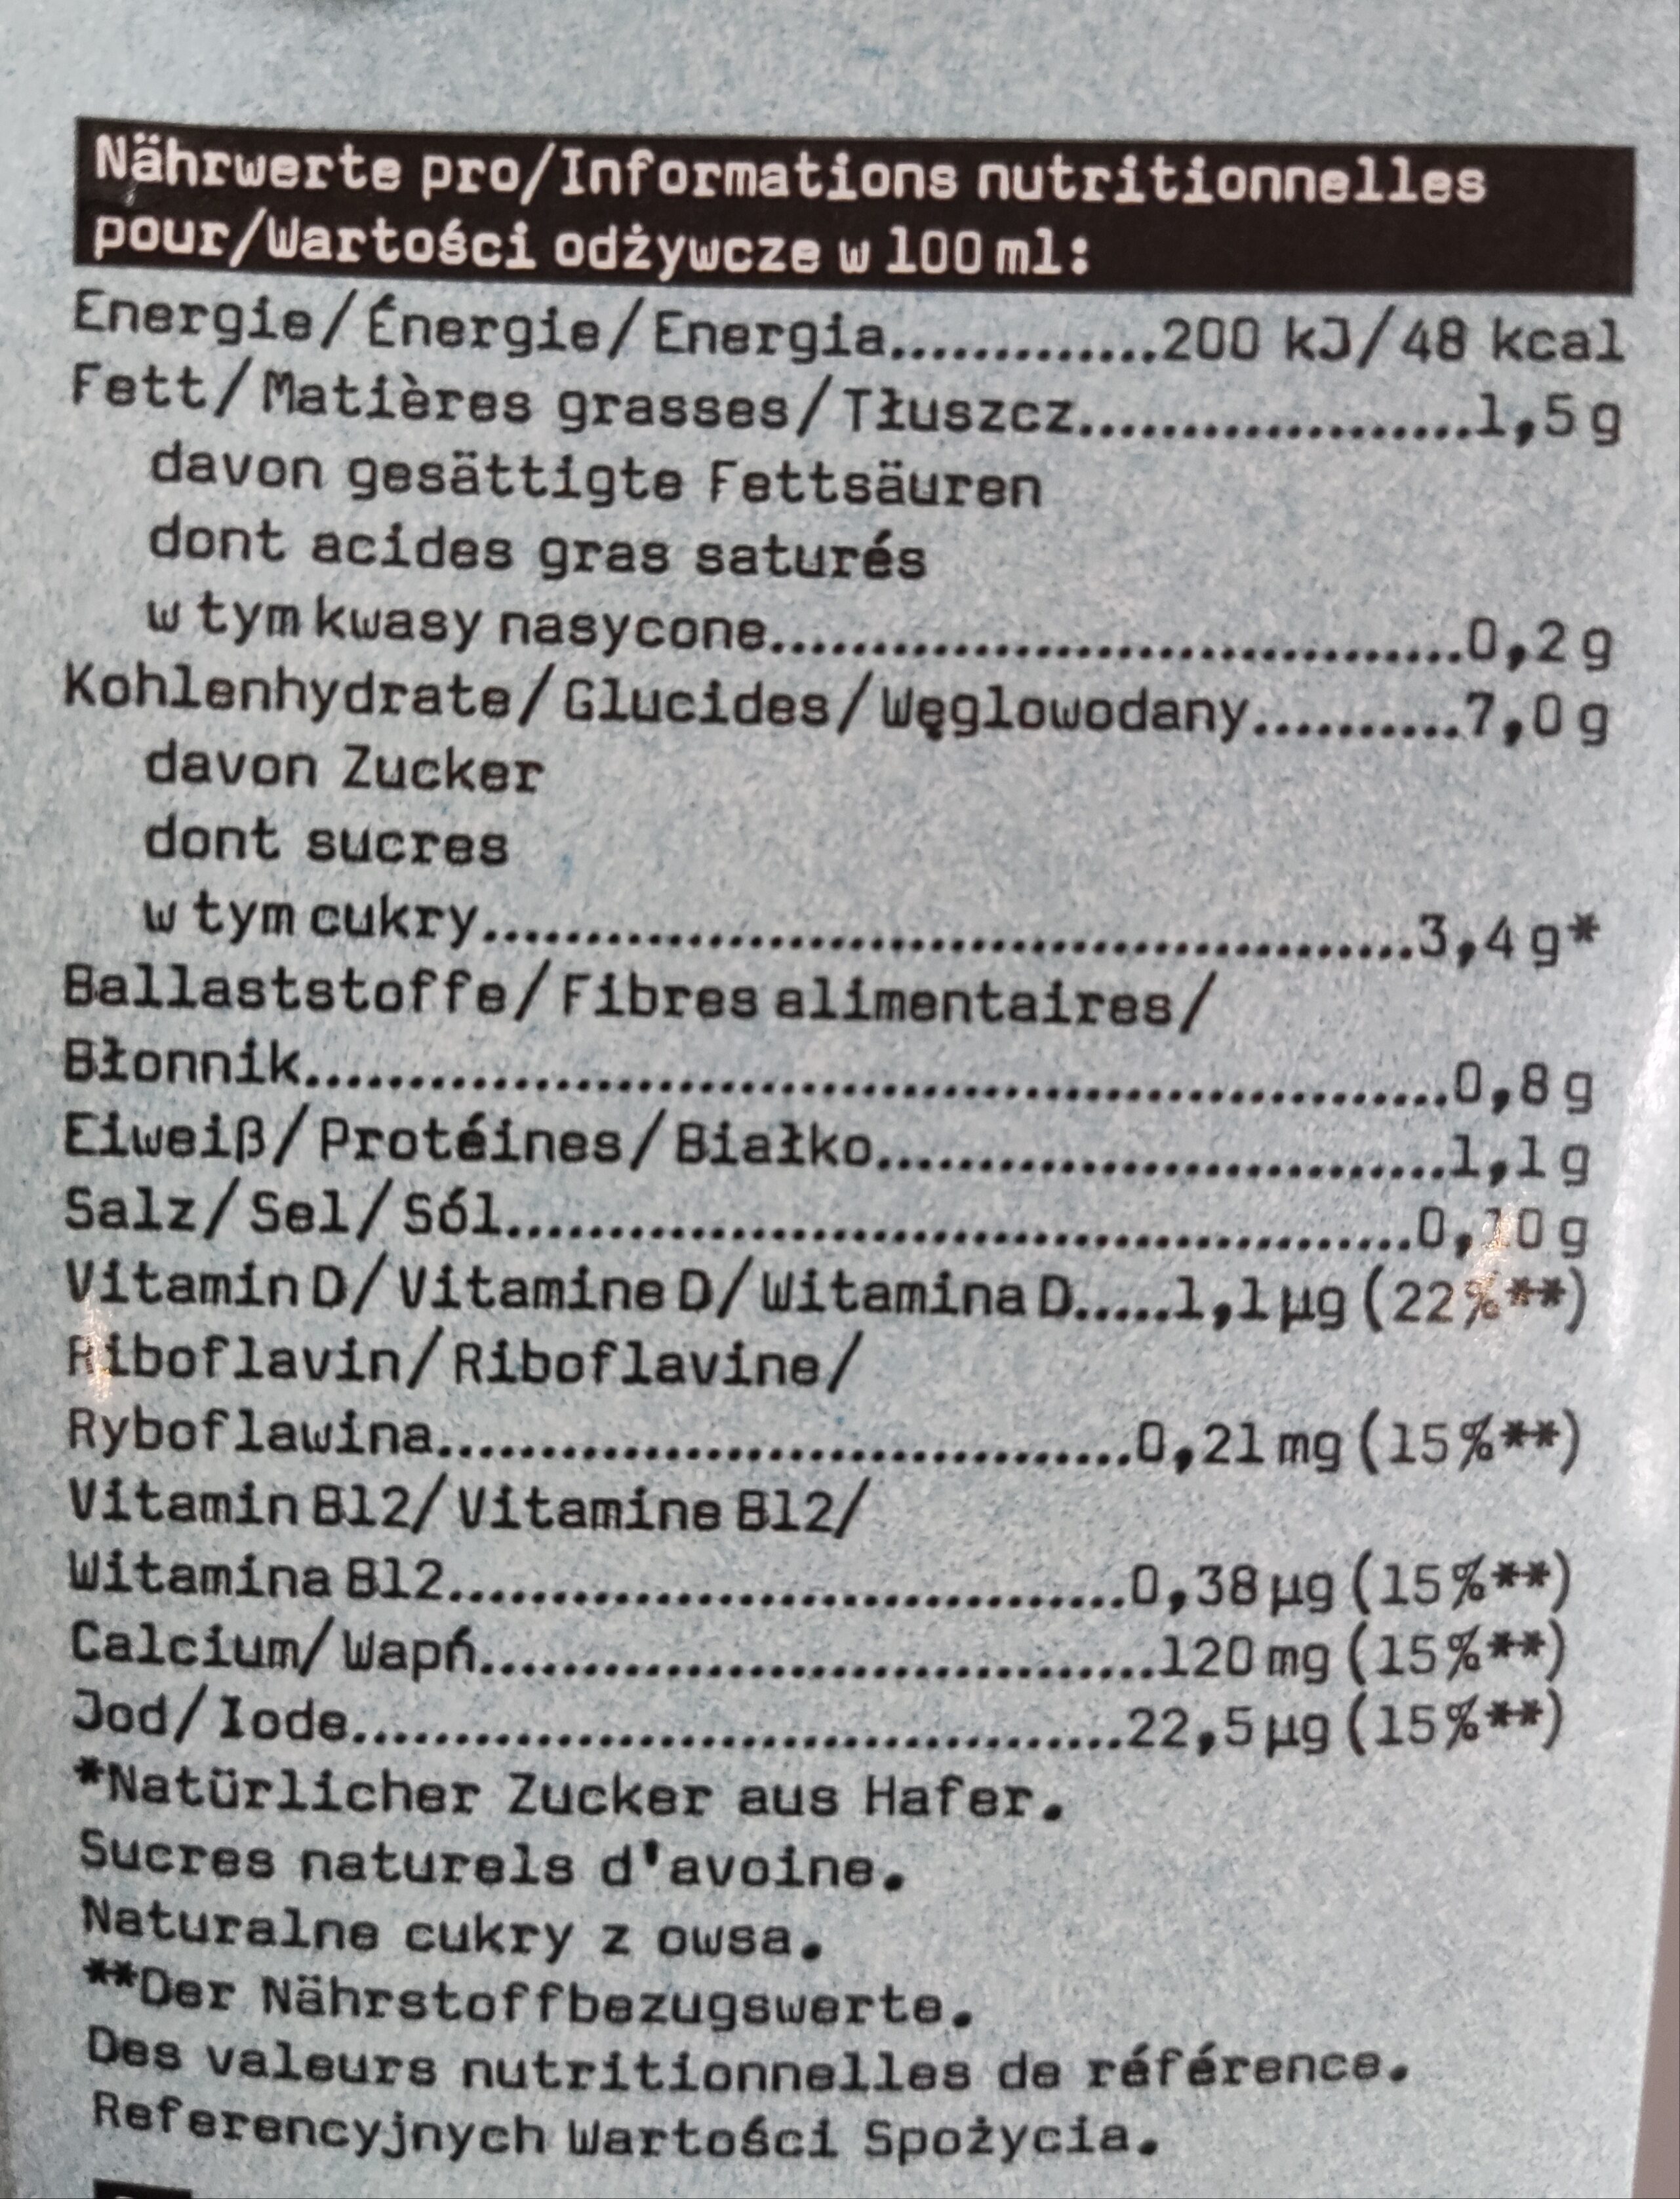 Nährwerte pro/Informations nutritionnelles
pour/Wartości odżywcze w 100 ml:
Energie/Énergie/Energia.............200 kJ/48 kcal
Fett/Matières grasses/Tłuszcz...................1,5 g
davon gesättigte Fettsäuren
dont acides gras saturés
w tym kwasy nasycone..................................0,2 g
Kohlenhydrate/Glucides/Węglowodany..........7,0 g
davon Zucker
dont sucres
w tym cukry..............................................3,4 g*
Ballaststoffe/Fibres alimentaires/
Błonnik........................................................0,8 g
Eiweiß/Protéines/Białko............................1,1 g
Salz/Sel/Sól.............................................0,10 g
Vitamin D/Vitamine D/Witamina D.....1,1 µg (22%**)
Riboflavin/Riboflavine/
Ryboflawina..................................0,21 mg (15%**)
Vitamin B12/Vitamine B12/
Witamina B12.................................0,38 µg (15%**)
Calcium/Wapń.................................120 mg (15%**)
Jod/Iode......................................22,5 µg (15%**)
*Natürlicher Zucker aus Hafer.
Sucres naturels d'avoine.
Naturalne cukry z owsa.
**Der Nährstoffbezugswerte.
Des valeurs nutritionnelles de référence.
Referencyjnych Wartości Spożycia.